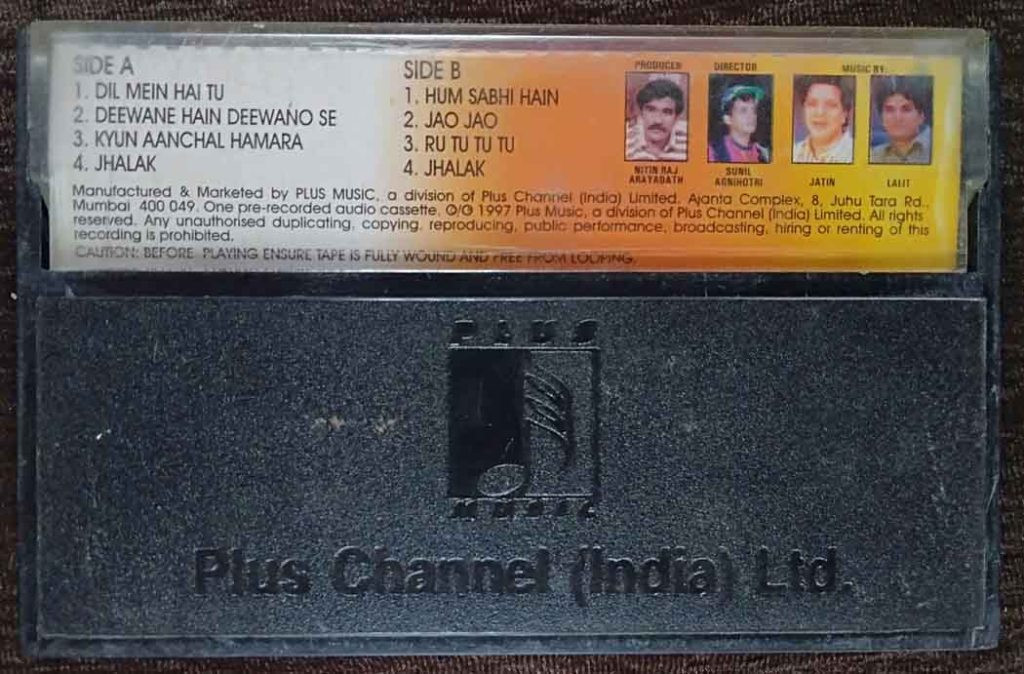 SIDE A
1. DIL MEIN HAI TU
2. DEEWANE HAIN DEEWANO SE
3. KYUN AANCHAL HAMARA
4. JHALAK
SIDE B
1. HUM SABHI HAIN
2. JAO JAO
3. RU TU TU TU
4. JHALAK
PRODUCER
NITIN RAJ
ARAYADATH
DIRECTOR
SUNIL
AGNIHOTRI
MUSIC BY:
JATIN
LALIT
Manufactured & Marketed by PLUS MUSIC, a division of Plus Channel (India) Limited, Ajanta Complex, 8, Juhu Tara Rd.,
Mumbai 400 049. One pre-recorded audio cassette. ℗/© 1997 Plus Music, a division of Plus Channel (India) Limited. All rights
reserved. Any unauthorised duplicating, copying, reproducing, public performance, broadcasting, hiring or renting of this
recording is prohibited.
CAUTION: BEFORE PLAYING ENSURE TAPE IS FULLY WOUND AND FREE FROM LOOPING.
PLUS
MUSIC
Plus Channel (India) Ltd.